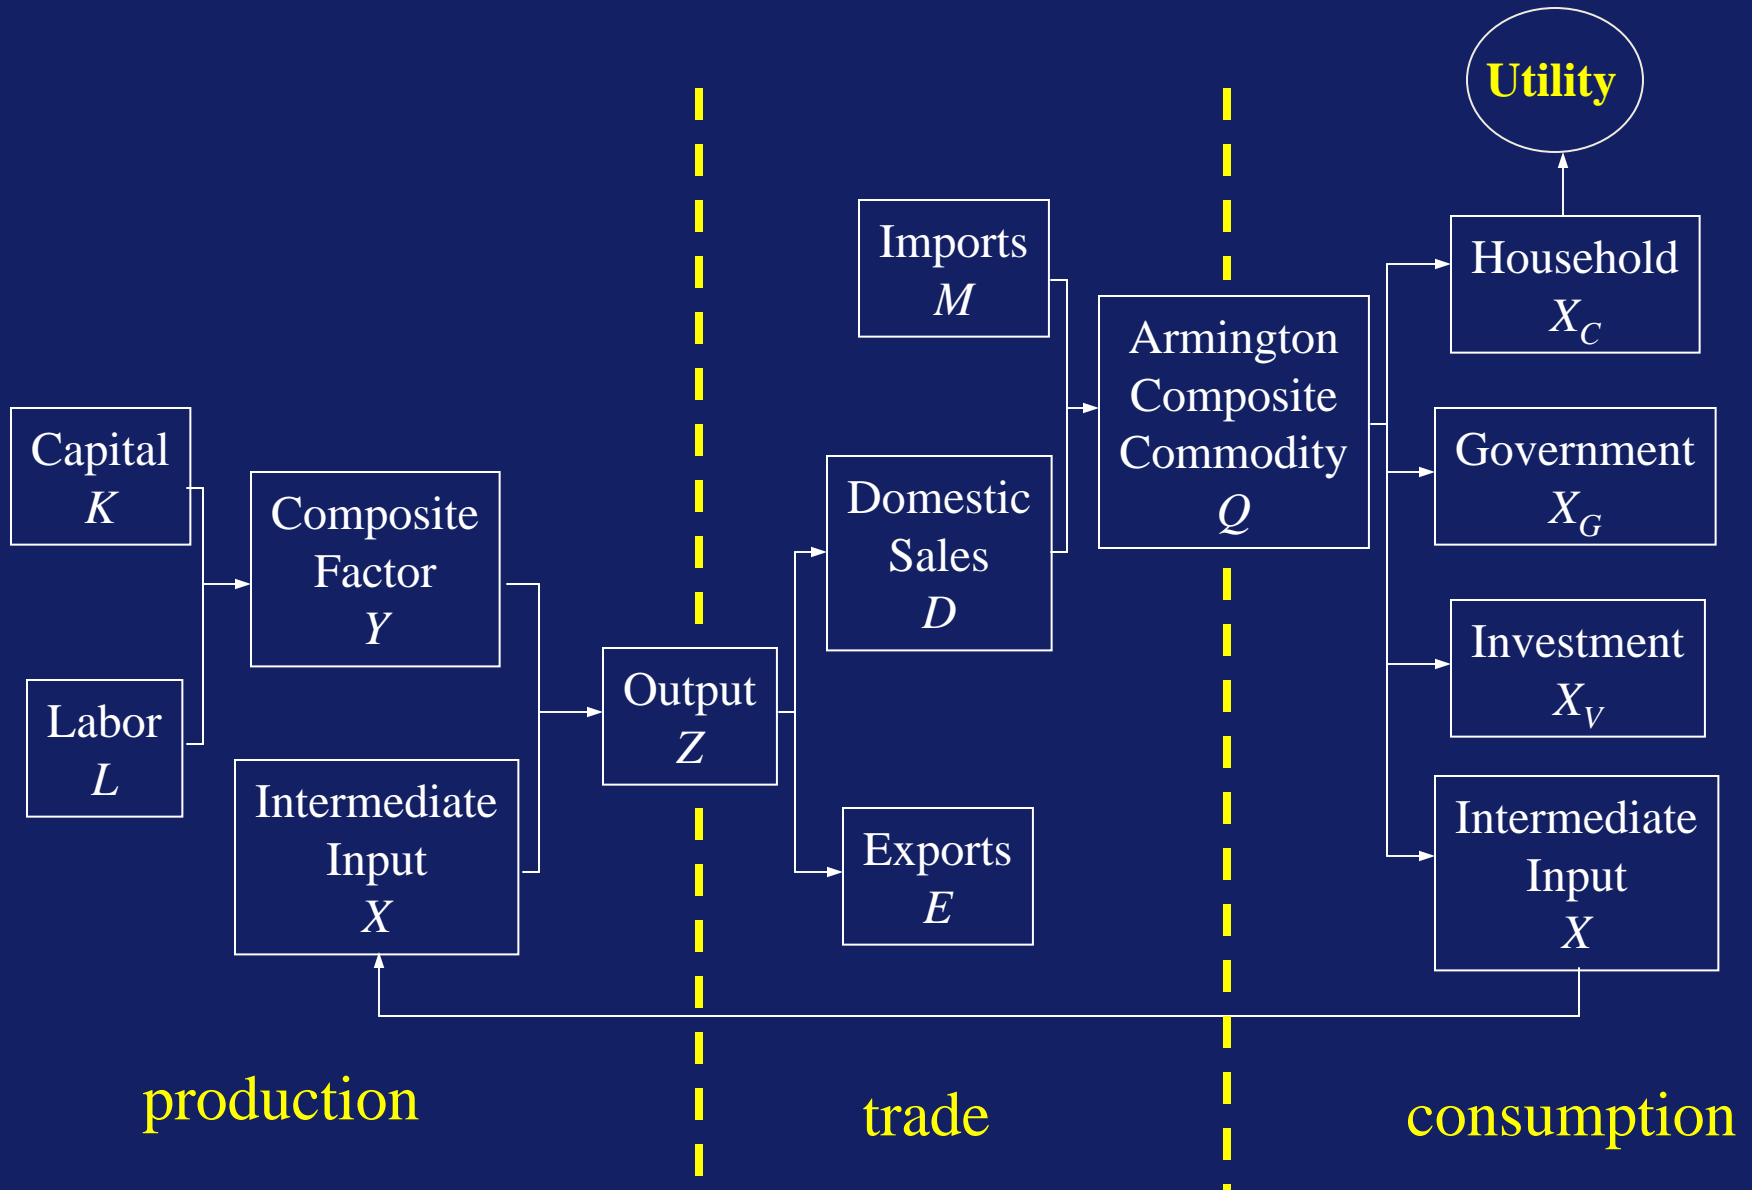 Utility
Imports
M
Household
X_C
Armington
Composite
Commodity
Q
Capital
K
Government
X_G
Composite
Factor
Y
Domestic
Sales
D
Investment
X_V
Labor
L
Output
Z
Intermediate
Input
X
Exports
E
Intermediate
Input
X
production
trade
consumption